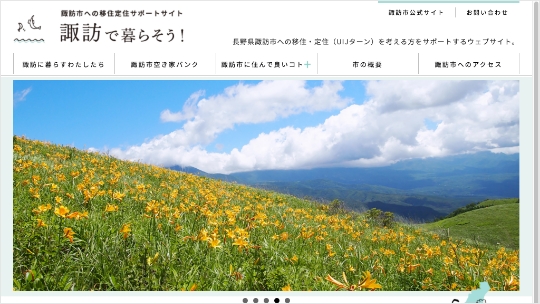 諏訪市への移住定住サポートサイト
諏訪で暮らそう!
諏訪市公式サイト
お問い合わせ
長野県諏訪市への移住・定住(UIJターン)を考える方をサポートするウェブサイト。
諏訪に暮らすわたしたち
諏訪市空き家バンク
諏訪市に住んで良いコト+
市の概要
諏訪市へのアクセス